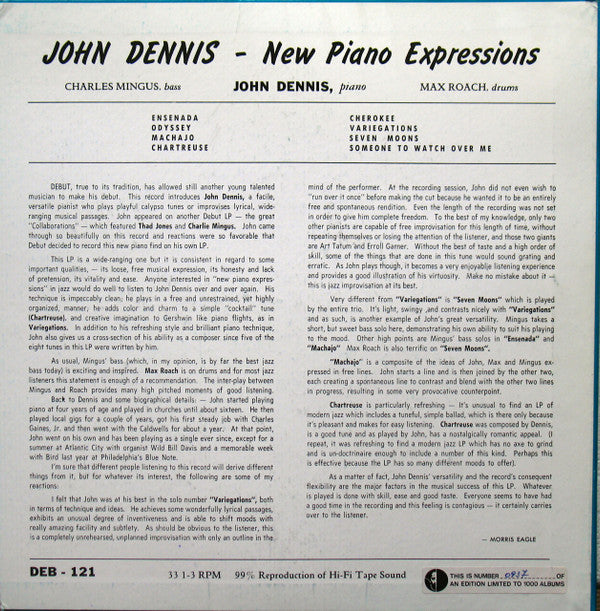 JOHN DENNIS – New Piano Expressions
CHARLES MINGUS, bass JOHN DENNIS, piano MAX ROACH, drums
ENSENADA
ODYSSEY
MACHAJO
CHARTREUSE
CHEROKEE
VARIEGATIONS
SEVEN MOONS
SOMEONE TO WATCH OVER ME
DEBUT, true to its tradition, has allowed still another young talented
musician to make his debut. This record introduces John Dennis, a facile,
versatile pianist who plays playful calypso tunes or improvises lyrical, wide-
ranging musical passages. John appeared on another Debut LP — the great
"Collaborations" — which featured Thad Jones and Charlie Mingus. John came
through so beautifully on this record and reactions were so favorable that
Debut decided to record this new piano find on his own LP.
This LP is a wide-ranging one but it is consistent in regard to some
important qualities, — its loose, free musical expression, its honesty and lack
of pretension, its vitality and ease. Anyone interested in "new piano expres-
sions" in jazz would do well to listen to John Dennis over and over again. His
technique is impeccably clean; he plays in a free and unrestrained, yet highly
organized, manner; he adds color and charm to a simple "cocktail" tune
(Chartreuse), and creative imagination to Gershwin like piano flights, as in
Variegations. In addition to his refreshing style and brilliant piano technique,
John also gives us a cross-section of his ability as a composer since five of the
eight tunes in this LP were written by him.
As usual, Mingus' bass (which, in my opinion, is by far the best jazz
bass today) is exciting and inspired. Max Roach is on drums and for most jazz
listeners this statement is enough of a recommendation. The inter-play between
Mingus and Roach provides many high pitched moments of good listening.
Back to Dennis and some biographical details: – John started playing
piano at four years of age and played in churches until about sixteen. He then
played local gigs for a couple of years, got his first steady job with Charles
Gaines, Jr. and then went with the Caldwells for about a year. At that point,
John went on his own and has been playing as a single ever since, except for a
summer at Atlantic City with organist Wild Bill Davis and a memorable week
with Bird last year at Philadelphia's Blue Note.
I'm sure that different people listening to this record will derive different
things from it, but for whatever its interest, the following are some of my
reactions:
I felt that John was at his best in the solo number "Variegations", both
in terms of technique and ideas. He achieves some wonderfully lyrical passages,
exhibits an unusual degree of inventiveness and is able to shift moods with
really amazing facility and subtlety. As should be obvious to the listener, this
is a completely unrehearsed, unplanned improvisation with only an outline in the
mind of the performer. At the recording session, John did not even wish to
"run over it once" before making the cut because he wanted it to be an entirely
free and spontaneous rendition. Even the length of the recording was not set
in order to give him complete freedom. To the best of my knowledge, only two
other pianists are capable of free improvisation for this length of time, without
repeating themselves or losing the attention of the listener, and those two giants
are Art Tatum and Erroll Garner. Without the best of taste and a high order of
skill, some of the things that are done in this tune would sound grating and
erratic. As John plays though, it becomes a very enjoyable listening experience
and provides a good illustration of his virtuosity. Make no mistake about it —
this is jazz improvisation at its best.
Very different from "Variegations" is "Seven Moons" which is played
by the entire trio. It's light, swingy and contrasts nicely with "Variegations"
and as such, is another example of John's great versatility. Mingus takes a
short, but sweet bass solo here, demonstrating his own ability to suit his playing
to the mood. Other high points are Mingus' bass solos in "Ensenada" and
"Machajo" Max Roach is also terrific on "Seven Moons".
"Machajo" is a composite of the ideas of John, Max and Mingus ex-
pressed in free lines. John starts a line and is then joined by the other two,
each creating a spontaneous line to contrast and blend with the other two lines
in progress, resulting in some very provocative counterpoint.
Chartreuse is particularly refreshing – It's unusual to find an LP of
modern jazz which includes a tuneful, simple ballad, which is there only because
it's pleasant and makes for easy listening. Chartreuse was composed by Dennis,
is a good tune and as played by John, has a nostalgically romantic appeal. (I
repeat, it was refreshing to find a modern jazz LP which has no axe to grind
and is un-doctrinaire enough to include a number of this kind. Perhaps this
is effective because the LP has so many different moods to offer).
As a matter of fact, John Dennis' versatility and the record's consequent
flexibility are the major factors in the musical success of this LP. Whatever
is played is done with skill, ease and good taste. Everyone seems to have had
a good time in the recording and this feeling is contagious — it certainly carries
over to the listener.
— MORRIS EAGLE
DEB - 121 33 1-3 RPM 99% Reproduction of Hi-Fi Tape Sound
THIS IS NUMBER 0837 OF
AN EDITION LIMITED TO 1000 ALBUMS